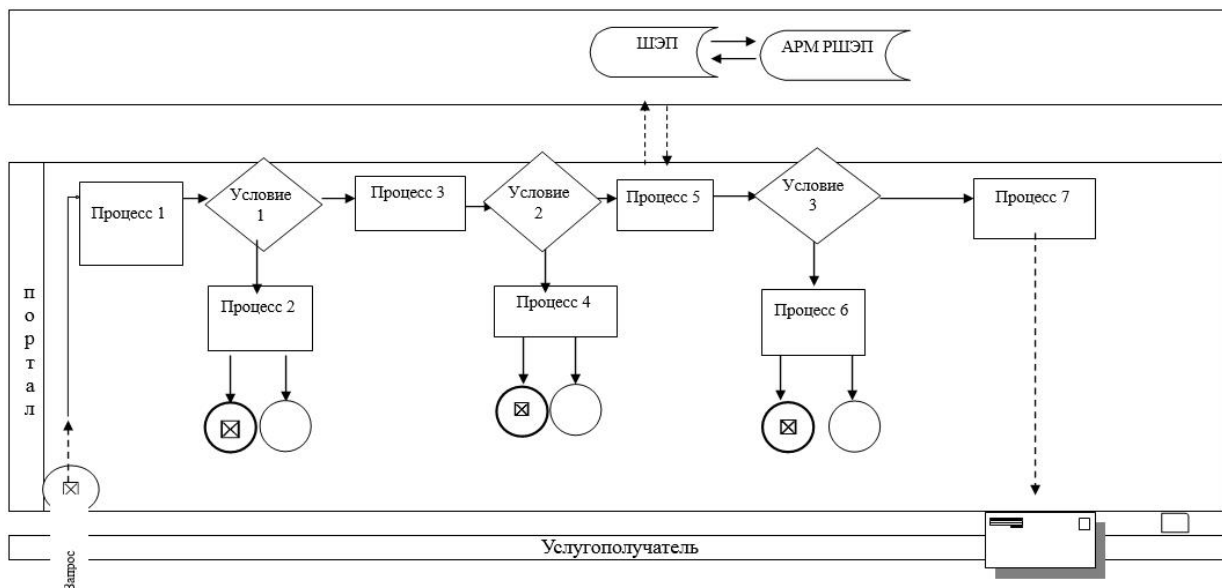 ШЭП
АРМ РШЭП
портал
Процесс 1
Условие
1
Процесс 3
Условие
2
Процесс 5
Условие
3
Процесс 7
Процесс 2
Процесс 4
Процесс 6
Запрос
Услугополучатель